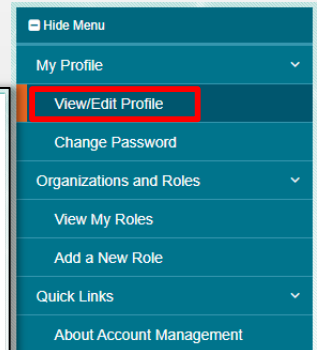 Hide Menu
My Profile
View/Edit Profile
Change Password
Organizations and Roles
View My Roles
Add a New Role
Quick Links
About Account Management